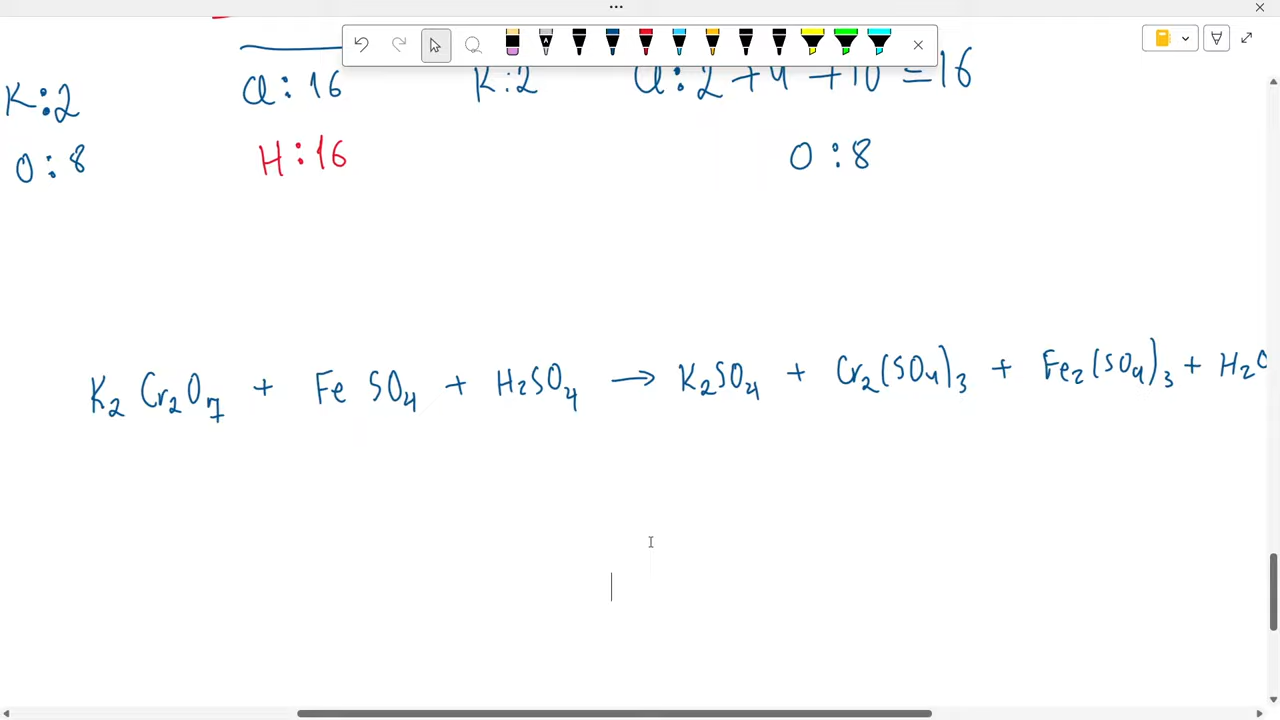 K:2 Cl:16 K:2 Cl:2+4+10=16
O:8 H:16 O:8
K₂Cr₂O₇ + FeSO₄ + H₂SO₄ → K₂SO₄ + Cr₂(SO₄)₃ + Fe₂(SO₄)₃ + H₂O